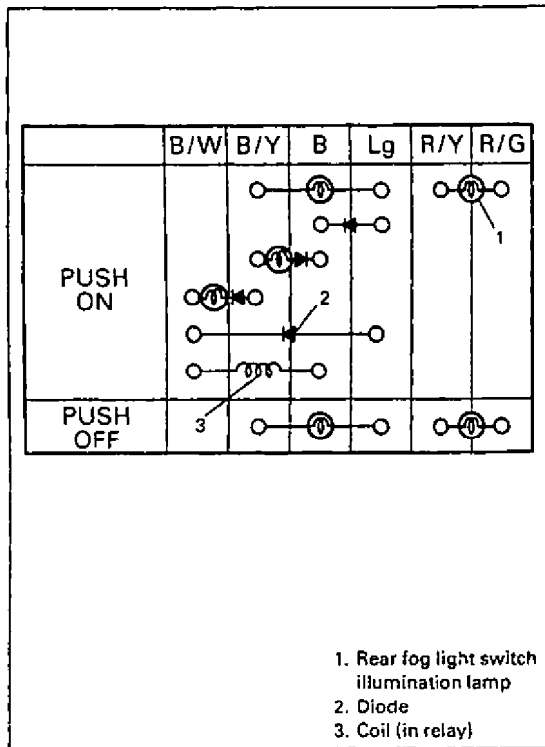 B/W B/Y B Lg R/Y R/G
1
PUSH
ON
2
3
PUSH
OFF
1. Rear fog light switch
illumination lamp
2. Diode
3. Coil (in relay)